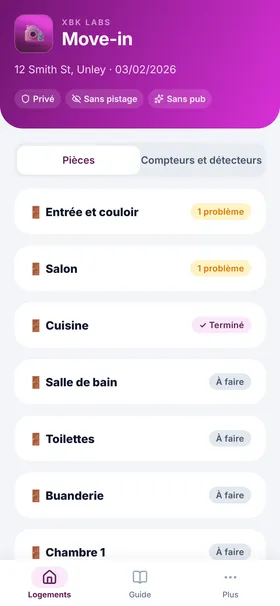 XBK LABS
Move-in
12 Smith St, Unley · 03/02/2026
Privé
Sans pistage
Sans pub
Pièces
Compteurs et détecteurs
Entrée et couloir
1 problème
Salon
1 problème
Cuisine
✓ Terminé
Salle de bain
À faire
Toilettes
À faire
Buanderie
À faire
Chambre 1
À faire
Logements
Guide
Plus